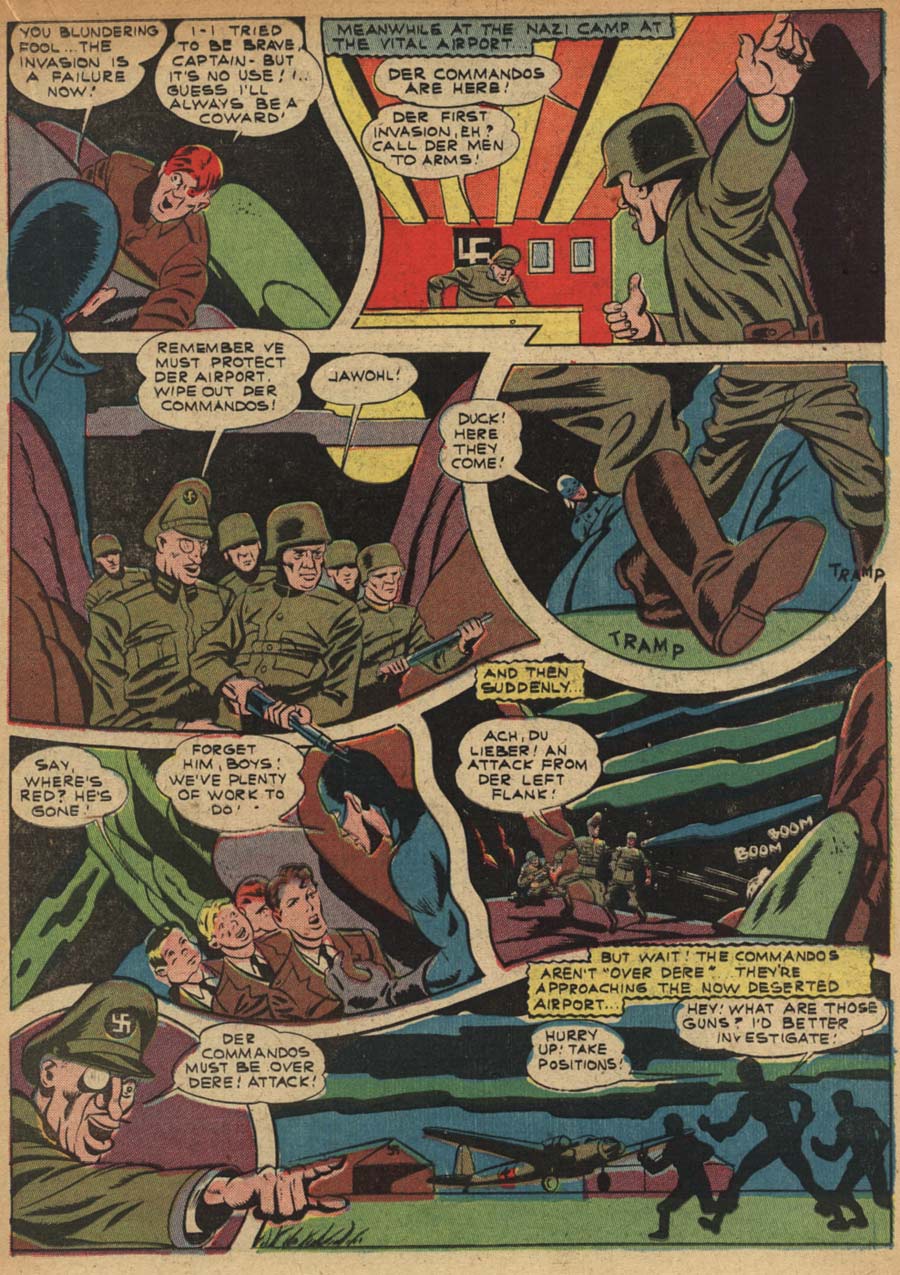 YOU BLUNDERING
FOOL...THE
INVASION IS
A FAILURE
NOW!
I-I TRIED
TO BE BRAVE,
CAPTAIN- BUT
IT'S NO USE! I..
GUESS I'LL
ALWAYS BE A
COWARD'
MEANWHILE AT THE NAZI CAMP AT
THE VITAL AIRPORT...
DER COMMANDOS
ARE HERE!
DER FIRST
INVASION, EH?
CALL DER MEN
TO ARMS!
REMEMBER VE
MUST PROTECT
DER AIRPORT.
WIPE OUT DER
COMMANDOS!
JAWOHL!
DUCK!
HERE
THEY
COME!
TRAMP
TRAMP
SAY,
WHERE'S
RED? HE'S
GONE!
FORGET
HIM, BOYS!
WE'VE PLENTY
OF WORK TO
DO!
AND THEN
SUDDENLY...
ACH, DU
LIEBER! AN
ATTACK FROM
DER LEFT
FLANK!
BOOM
BOOM
DER
COMMANDOS
MUST BE OVER
DERE! ATTACK!
BUT WAIT! THE COMMANDOS
AREN'T "OVER DERE"...THEY'RE
APPROACHING THE NOW DESERTED
AIRPORT...
HURRY
UP! TAKE
POSITIONS!
HEY! WHAT ARE THOSE
GUNS? I'D BETTER
INVESTIGATE!